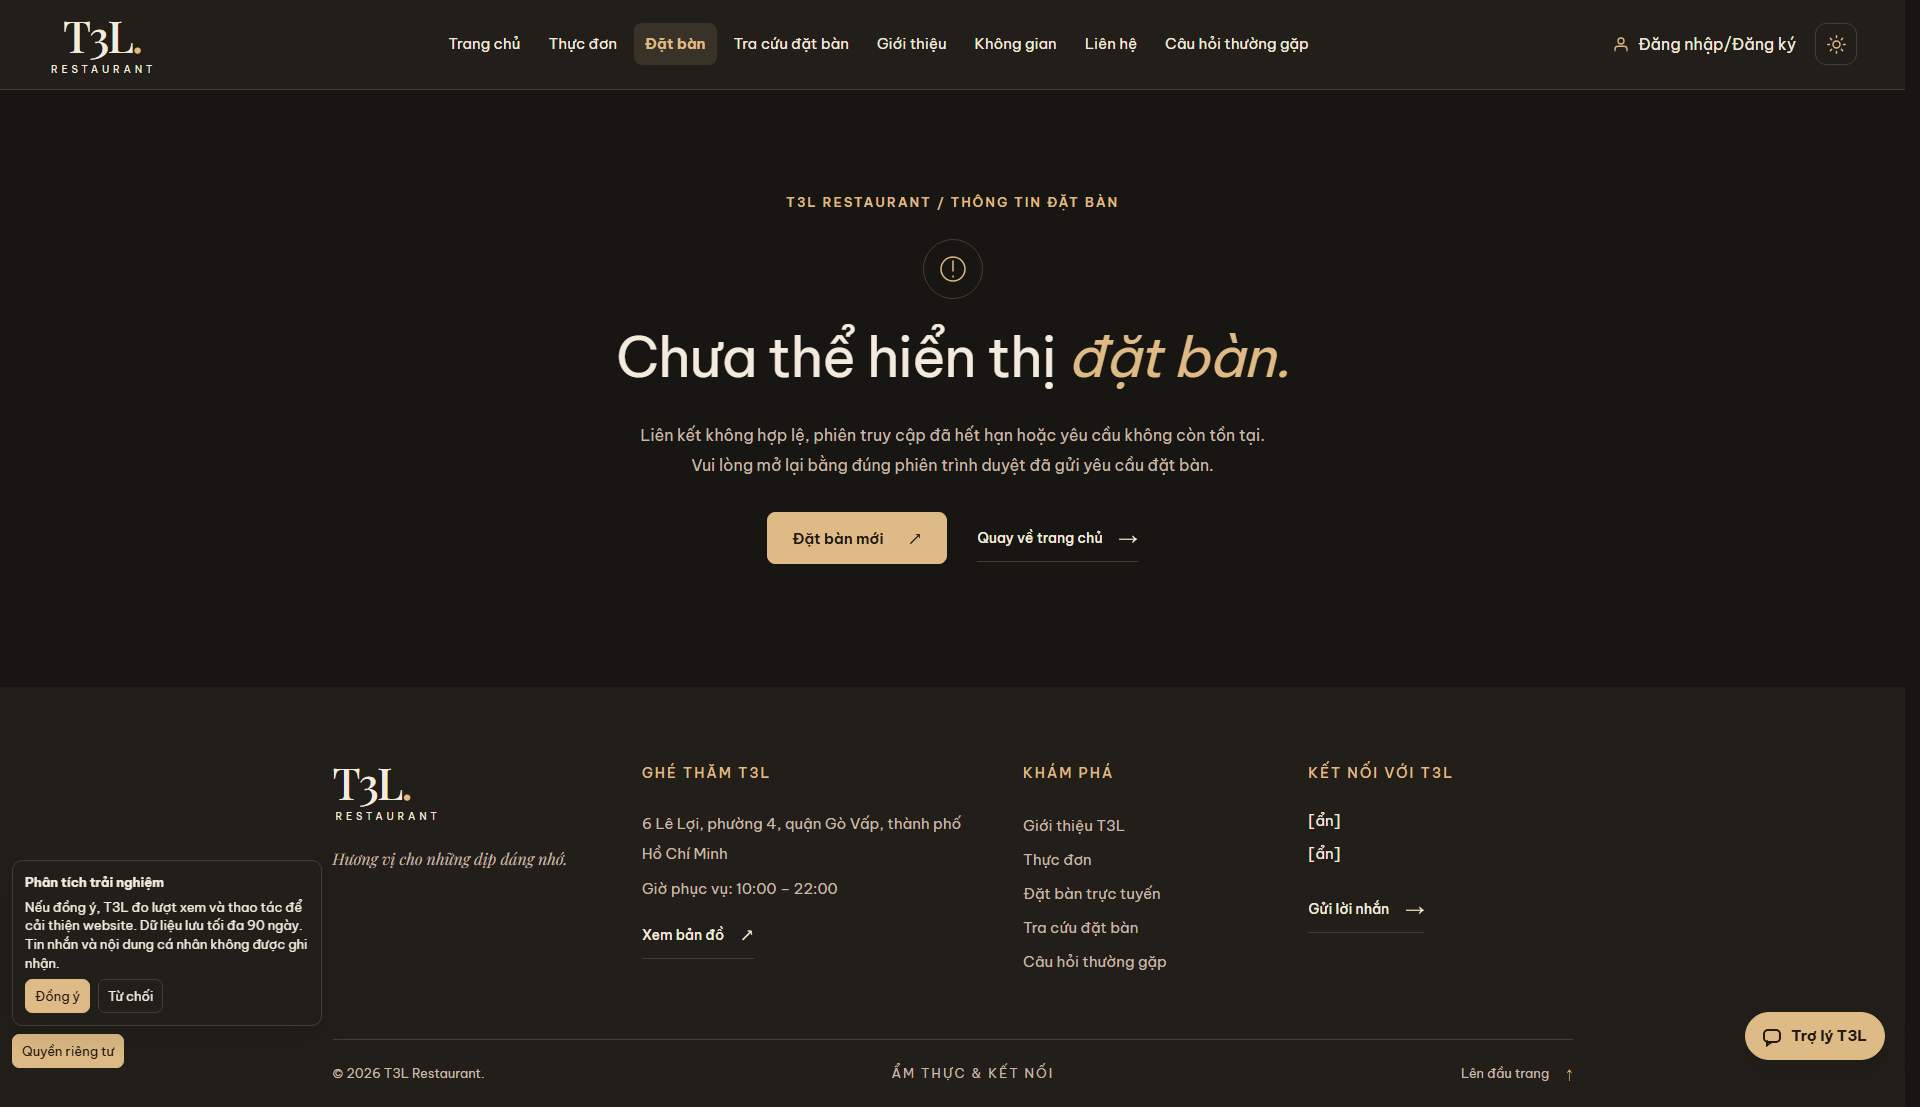 T3L.
RESTAURANT
Trang chủ
Thực đơn
Đặt bàn
Tra cứu đặt bàn
Giới thiệu
Không gian
Liên hệ
Câu hỏi thường gặp
Đăng nhập/Đăng ký
T3L RESTAURANT / THÔNG TIN ĐẶT BÀN
Chưa thể hiển thị đặt bàn.
Liên kết không hợp lệ, phiên truy cập đã hết hạn hoặc yêu cầu không còn tồn tại.
Vui lòng mở lại bằng đúng phiên trình duyệt đã gửi yêu cầu đặt bàn.
Đặt bàn mới ↗
Quay về trang chủ →
T3L.
RESTAURANT
Hương vị cho những dịp đáng nhớ.
GHÉ THĂM T3L
6 Lê Lợi, phường 4, quận Gò Vấp, thành phố
Hồ Chí Minh
Giờ phục vụ: 10:00 – 22:00
Xem bản đồ ↗
KHÁM PHÁ
Giới thiệu T3L
Thực đơn
Đặt bàn trực tuyến
Tra cứu đặt bàn
Câu hỏi thường gặp
KẾT NỐI VỚI T3L
[ẩn]
[ẩn]
Gửi lời nhắn →
Phân tích trải nghiệm
Nếu đồng ý, T3L đo lượt xem và thao tác để
cải thiện website. Dữ liệu lưu tối đa 90 ngày.
Tin nhắn và nội dung cá nhân không được ghi
nhận.
Đồng ý
Từ chối
Quyền riêng tư
Trợ lý T3L
© 2026 T3L Restaurant.
ẨM THỰC & KẾT NỐI
Lên đầu trang ↑